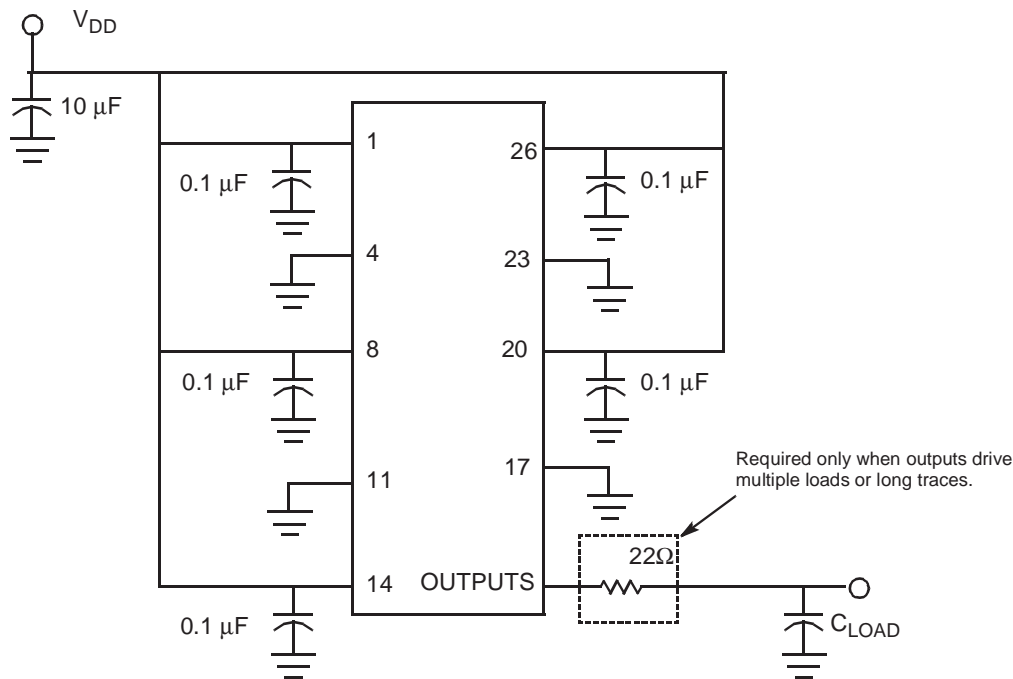 VDD
10 μF
1
26
0.1 μF
0.1 μF
4
23
8
20
0.1 μF
0.1 μF
11
17
Required only when outputs drive
multiple loads or long traces.
22Ω
14
OUTPUTS
0.1 μF
CLOAD